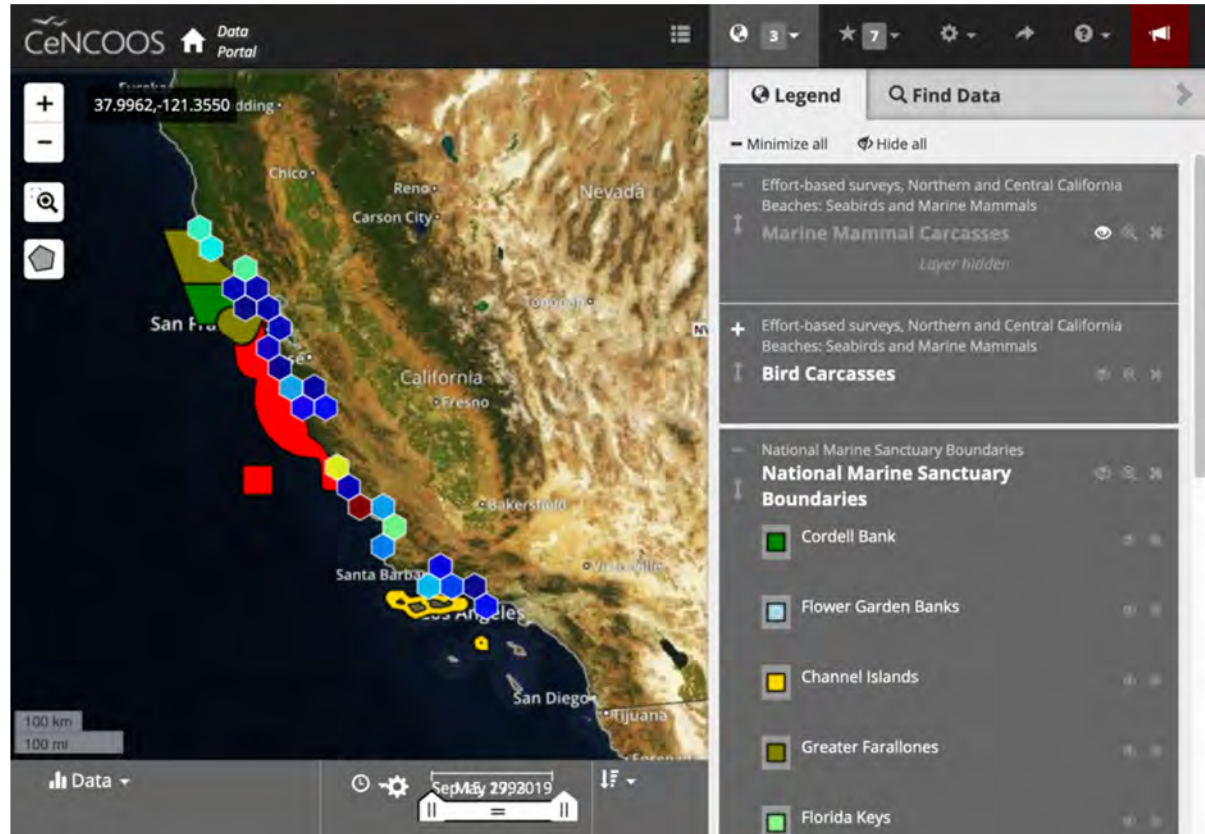 CeNCOOS
Data
Portal
3
7
37.9962,-121.3550
dding
Chico
Reno
Nevada
Carson City
Tonopah
San Fra
California
Fresno
Bakersfield
Santa Barba
Los Angeles
San Diego
Tijuana
100 km
100 mi
Data
Legend
Find Data
Minimize all
Hide all
Effort-based surveys, Northern and Central California
Beaches: Seabirds and Marine Mammals
Marine Mammal Carcasses
Layer hidden
Effort-based surveys, Northern and Central California
Beaches: Seabirds and Marine Mammals
Bird Carcasses
National Marine Sanctuary Boundaries
National Marine Sanctuary
Boundaries
Cordell Bank
Flower Garden Banks
Channel Islands
Greater Farallones
Florida Keys